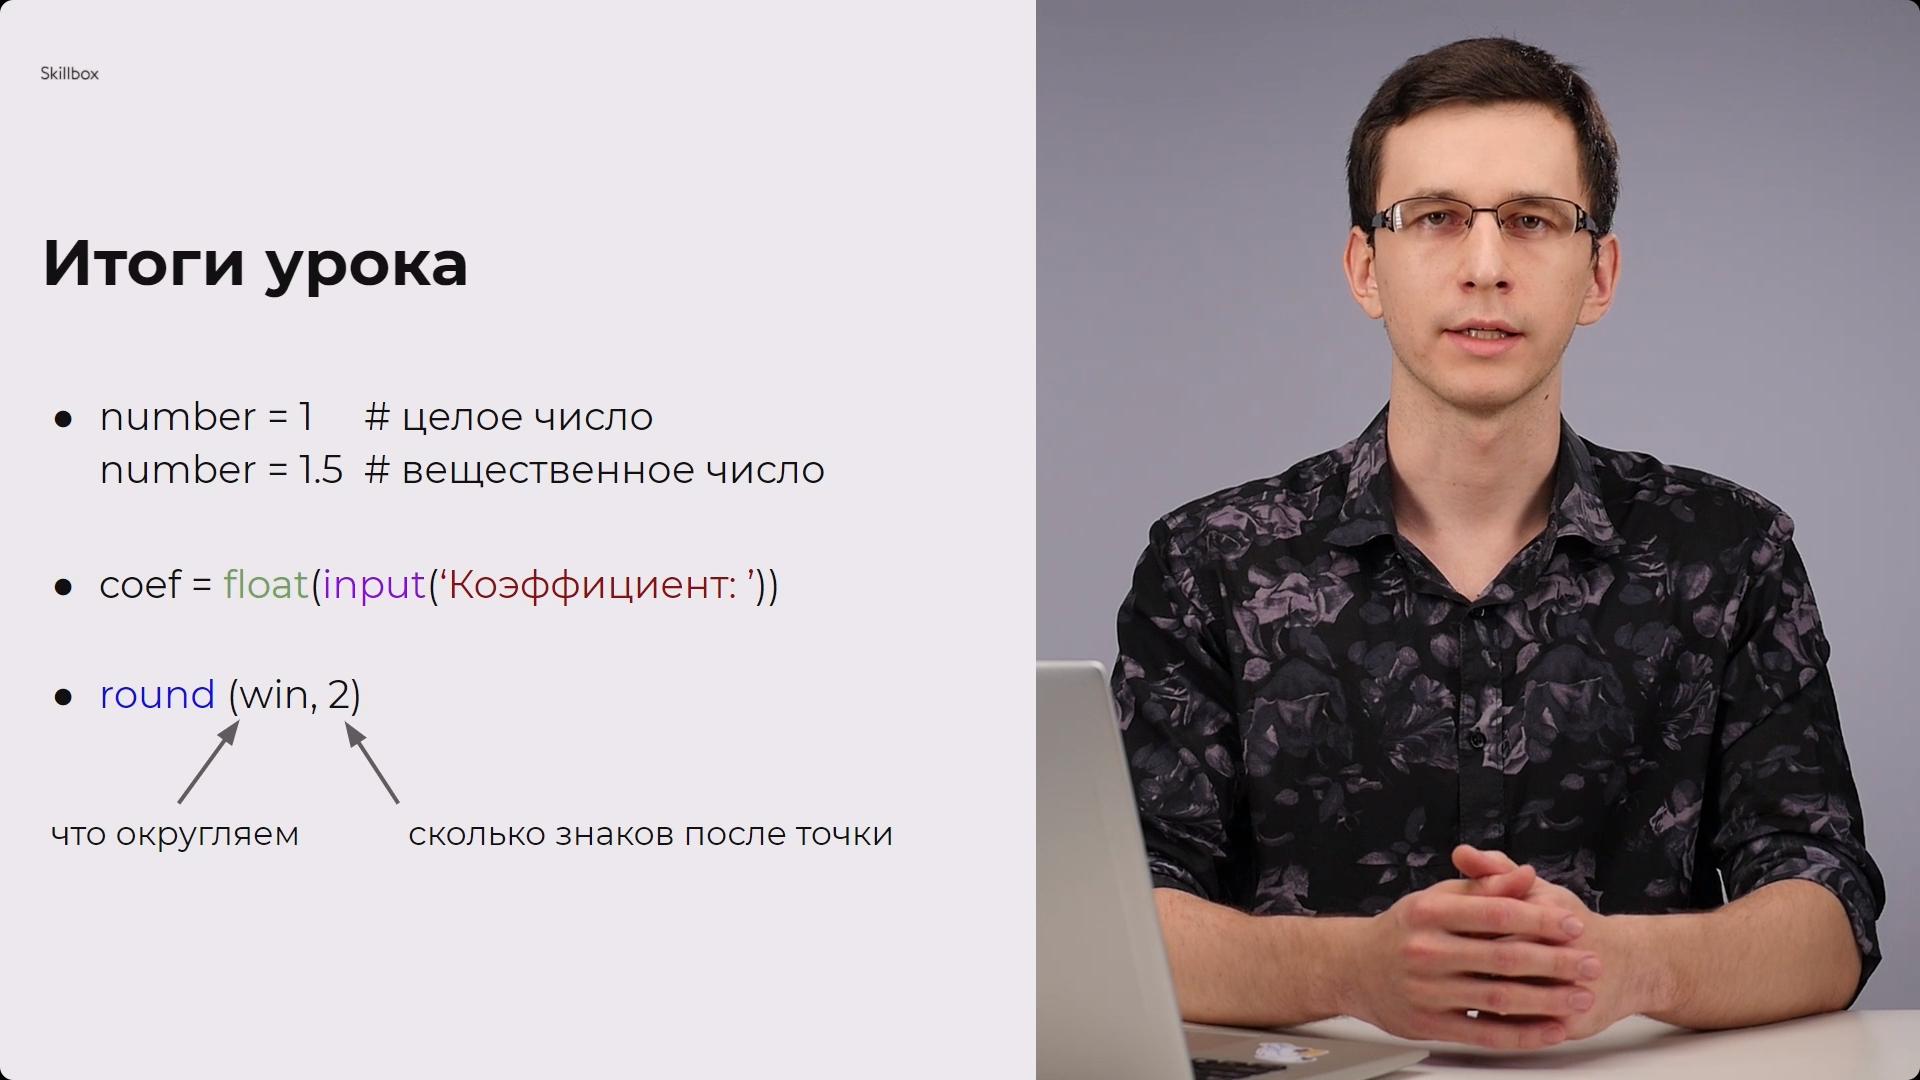 Skillbox
Итоги урока
● number = 1 # целое число
number = 1.5 # вещественное число
● coef = float(input(‘Коэффициент: ’))
● round (win, 2)
что округляем сколько знаков после точки